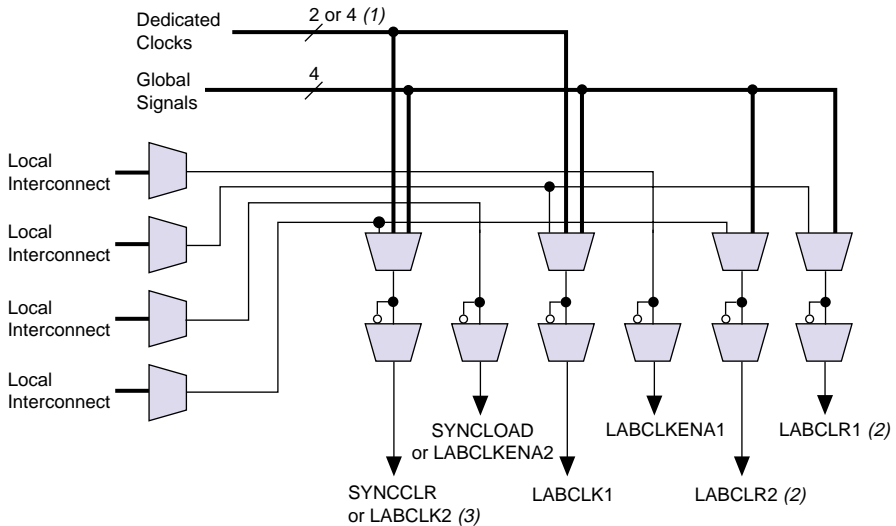 Dedicated
Clocks
2 or 4 (1)
Global
Signals
4
Local
Interconnect
Local
Interconnect
Local
Interconnect
Local
Interconnect
SYNCLOAD
or LABCLKENA2
LABCLKENA1
LABCLR1 (2)
SYNCCLR
or LABCLK2 (3)
LABCLK1
LABCLR2 (2)